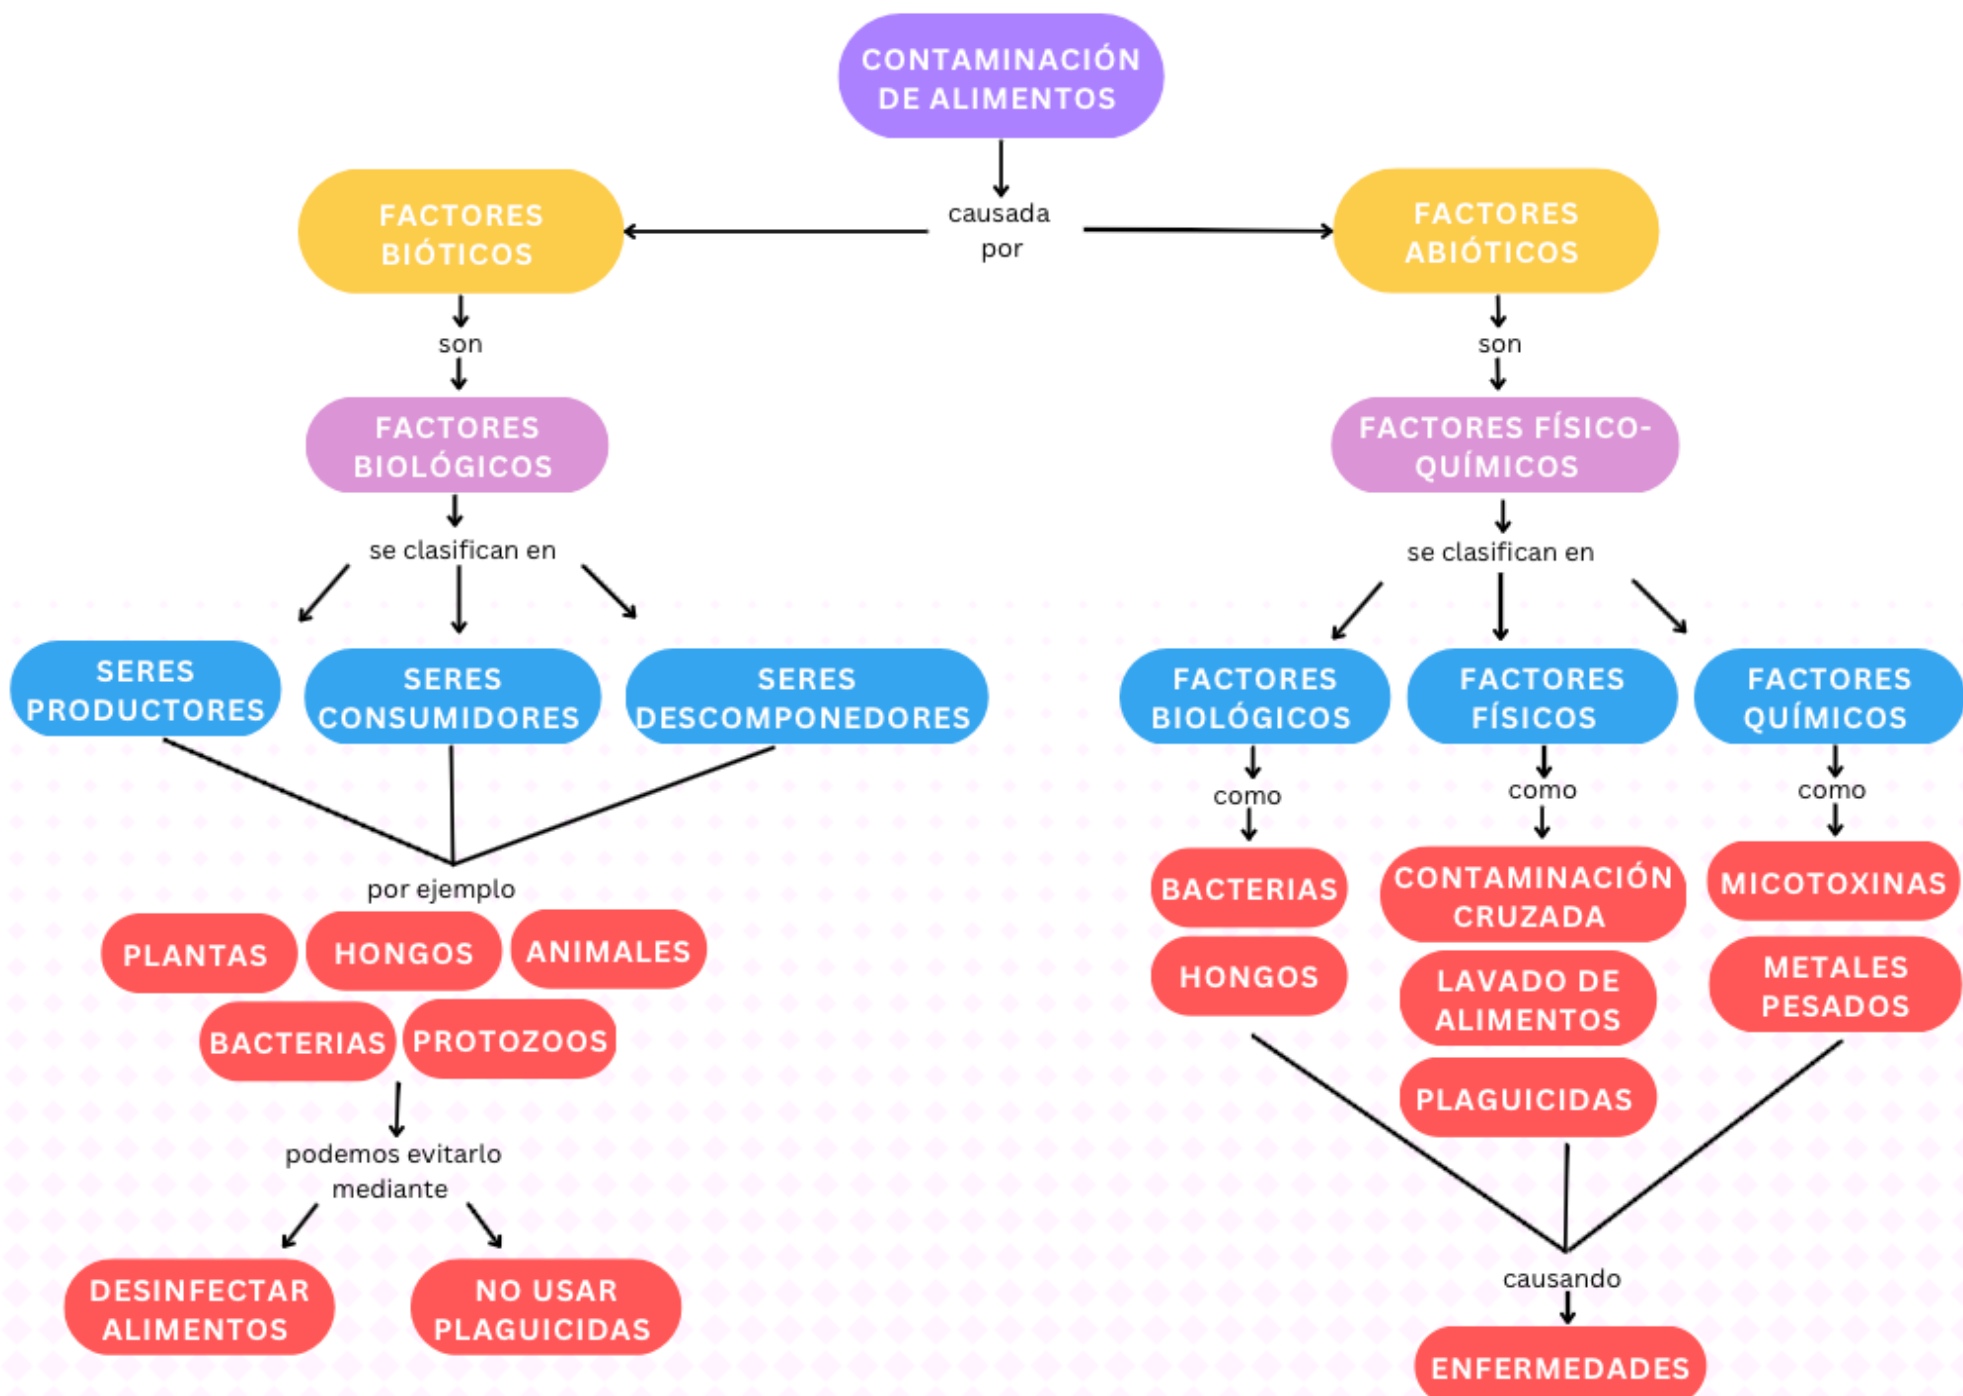 CONTAMINACIÓN
DE ALIMENTOS
causada
por
FACTORES
BIÓTICOS
FACTORES
ABIÓTICOS
son
son
FACTORES
BIOLÓGICOS
FACTORES FÍSICO-
QUÍMICOS
se clasifican en
se clasifican en
SERES
PRODUCTORES
SERES
CONSUMIDORES
SERES
DESCOMPONEDORES
FACTORES
BIOLÓGICOS
FACTORES
FÍSICOS
FACTORES
QUÍMICOS
como
como
como
por ejemplo
PLANTAS
HONGOS
ANIMALES
BACTERIAS
PROTOZOOS
BACTERIAS
HONGOS
CONTAMINACIÓN
CRUZADA
LAVADO DE
ALIMENTOS
PLAGUICIDAS
MICOTOXINAS
METALES
PESADOS
podemos evitarlo
mediante
DESINFECTAR
ALIMENTOS
NO USAR
PLAGUICIDAS
causando
ENFERMEDADES